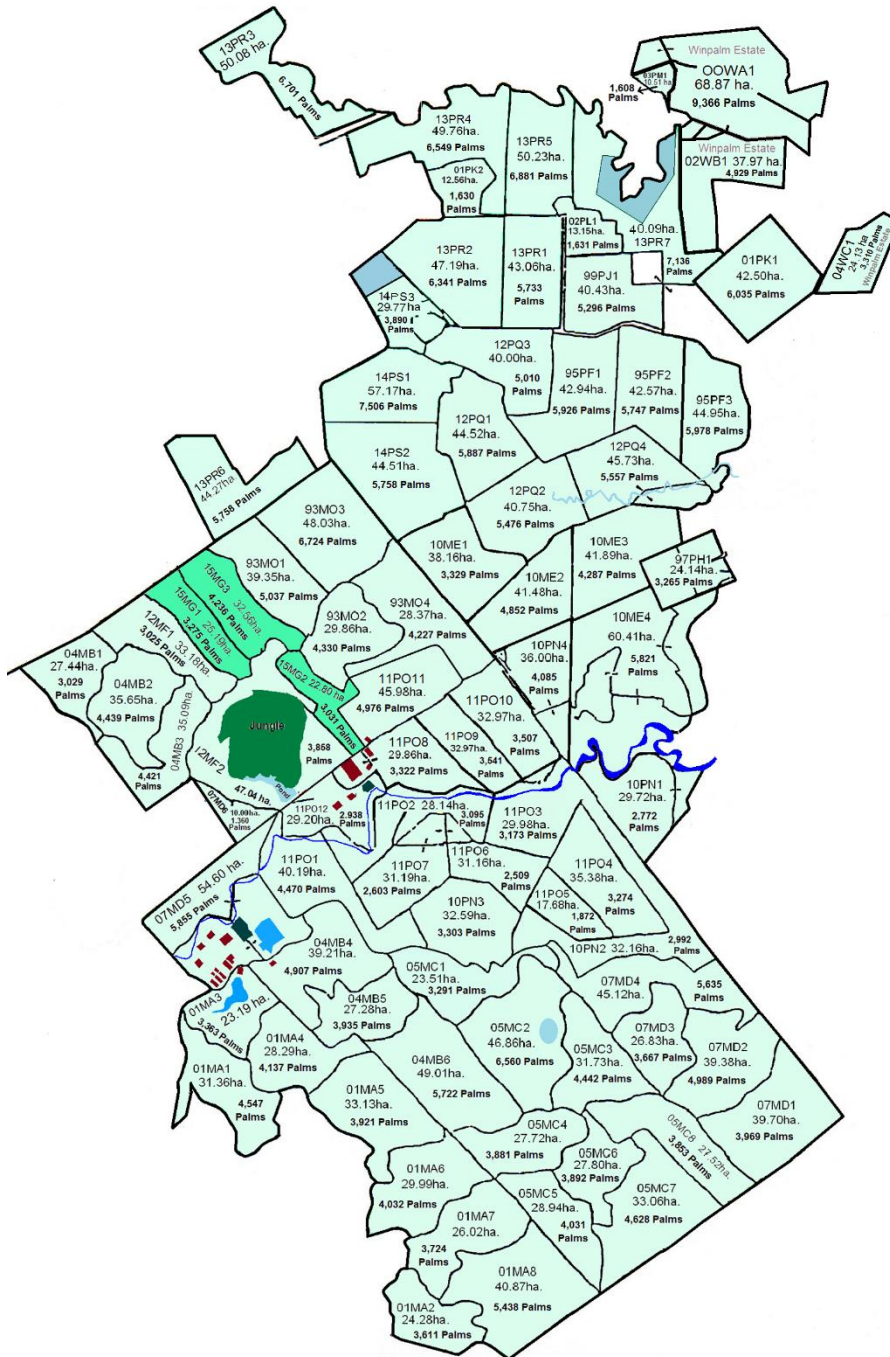 13PR3
50.08 ha.
6,701 Palms
Winpalm Estate
OOWA1
68.87 ha.
9,366 Palms
03PM1
10.51 ha.
1,608
Palms
13PR4
49.76ha.
6,549 Palms
13PR5
50.23ha.
6,881 Palms
01PK2
12.56ha.
1,630
Palms
Winpalm Estate
02WB1 37.97 ha.
4,929 Palms
02PL1
13.15ha.
1,631 Palms
40.09ha.
13PR7
7,136
Palms
04WC1
24.13 ha
3,310 Palms
Winpalm Estate
01PK1
42.50ha.
6,035 Palms
13PR2
47.19ha.
6,341 Palms
13PR1
43.06ha.
5,733
Palms
99PJ1
40.43ha.
5,296 Palms
14PS3
29.77ha
3,890
Palms
12PQ3
40.00ha.
5,010
Palms
95PF1
42.94ha.
5,926 Palms
95PF2
42.57ha.
5,747 Palms
95PF3
44.95ha.
5,978 Palms
14PS1
57.17ha.
7,506 Palms
12PQ1
44.52ha.
5,887 Palms
14PS2
44.51ha.
5,758 Palms
12PQ4
45.73ha.
5,557 Palms
12PQ2
40.75ha.
5,476 Palms
13PR6
44.27ha.
5,758 Palms
93MO3
48.03ha.
6,724 Palms
10ME1
38.16ha.
3,329 Palms
10ME3
41.89ha.
4,287 Palms
97PH1
24.14ha.
3,265 Palms
10ME2
41.48ha.
4,852 Palms
93MO1
39.35ha.
5,037 Palms
15MG3 32.56ha.
4,236 Palms
15MG1 25.19ha.
3,275 Palms
12MF1 33.18ha.
3,025 Palms
93MO2
29.86ha.
4,330 Palms
93MO4
28.37ha.
4,227 Palms
10ME4
60.41ha.
5,821
Palms
10PN4
36.00ha.
4,085
Palms
04MB1
27.44ha.
3,029
Palms
04MB2
35.65ha.
4,439 Palms
04MB3 35.09ha.
4,421
Palms
15MG2 22.80 ha.
3,031 Palms
11PO11
45.98ha.
4,976 Palms
11PO10
32.97ha.
3,507
Palms
11PO9
32.97ha.
3,541
Palms
11PO8
29.86ha.
3,322 Palms
Jungle
12MF2
47.04 ha.
3,858
Palms
Pond
07MD6
10.00ha.
1,360
Palms
11PO12
29.20ha.
2,938
Palms
11PO2 28.14ha.
3,095
Palms
11PO3
29.98ha.
3,173 Palms
10PN1
29.72ha.
2,772
Palms
11PO1
40.19ha.
4,470 Palms
11PO7
31.19ha.
2,603 Palms
11PO6
31.16ha.
2,509
Palms
11PO4
35.38ha.
3,274
Palms
11PO5
17.68ha.
1,872
Palms
07MD5 54.60 ha.
5,855 Palms
10PN3
32.59ha.
3,303 Palms
10PN2 32.16ha.
2,992
Palms
04MB4
39.21ha.
4,907 Palms
05MC1
23.51ha.
3,291 Palms
07MD4
45.12ha.
5,635
Palms
01MA3
23.19 ha.
3,363 Palms
04MB5
27.28ha.
3,935 Palms
05MC2
46.86ha.
6,560 Palms
07MD3
26.83ha.
3,667 Palms
07MD2
39.38ha.
4,989 Palms
01MA4
28.29ha.
4,137 Palms
04MB6
49.01ha.
5,722 Palms
05MC3
31.73ha.
4,442 Palms
01MA1
31.36ha.
4,547
Palms
01MA5
33.13ha.
3,921 Palms
07MD1
39.70ha.
3,969 Palms
05MC4
27.72ha.
3,881 Palms
05MC8 27.52ha.
3,853 Palms
05MC6
27.80ha.
3,892 Palms
01MA6
29.99ha.
4,032 Palms
05MC5
28.94ha.
4,031
Palms
05MC7
33.06ha.
4,628 Palms
01MA7
26.02ha.
3,724
Palms
01MA8
40.87ha.
5,438 Palms
01MA2
24.28ha.
3,611 Palms